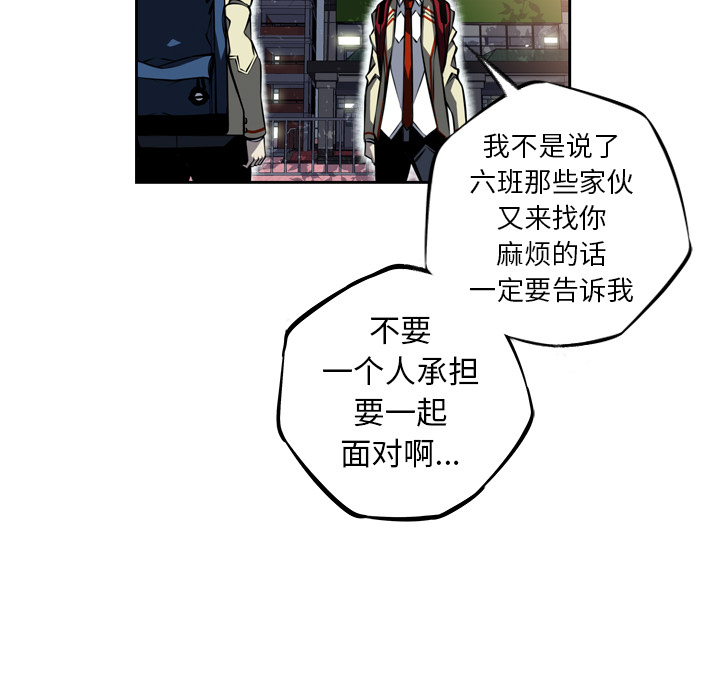 我不是说了
六班那些家伙
又来找你
麻烦的话
一定要告诉我
不要
一个人承担
要一起
面对啊...